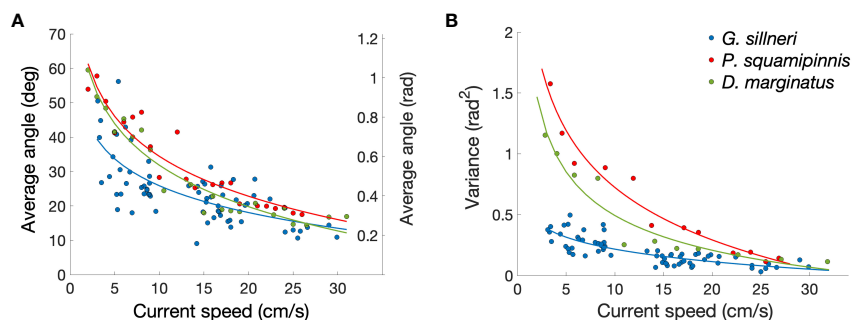 A
Average angle (deg)
70
60
50
40
30
20
10
0
0 5 10 15 20 25 30
Current speed (cm/s)
1.2
1
0.8
0.6
0.4
0.2
Average angle (rad)
B
Variance (rad²)
2
1.5
1
0.5
0
0 5 10 15 20 25 30
Current speed (cm/s)
G. sillneri
P. squamipinnis
D. marginatus